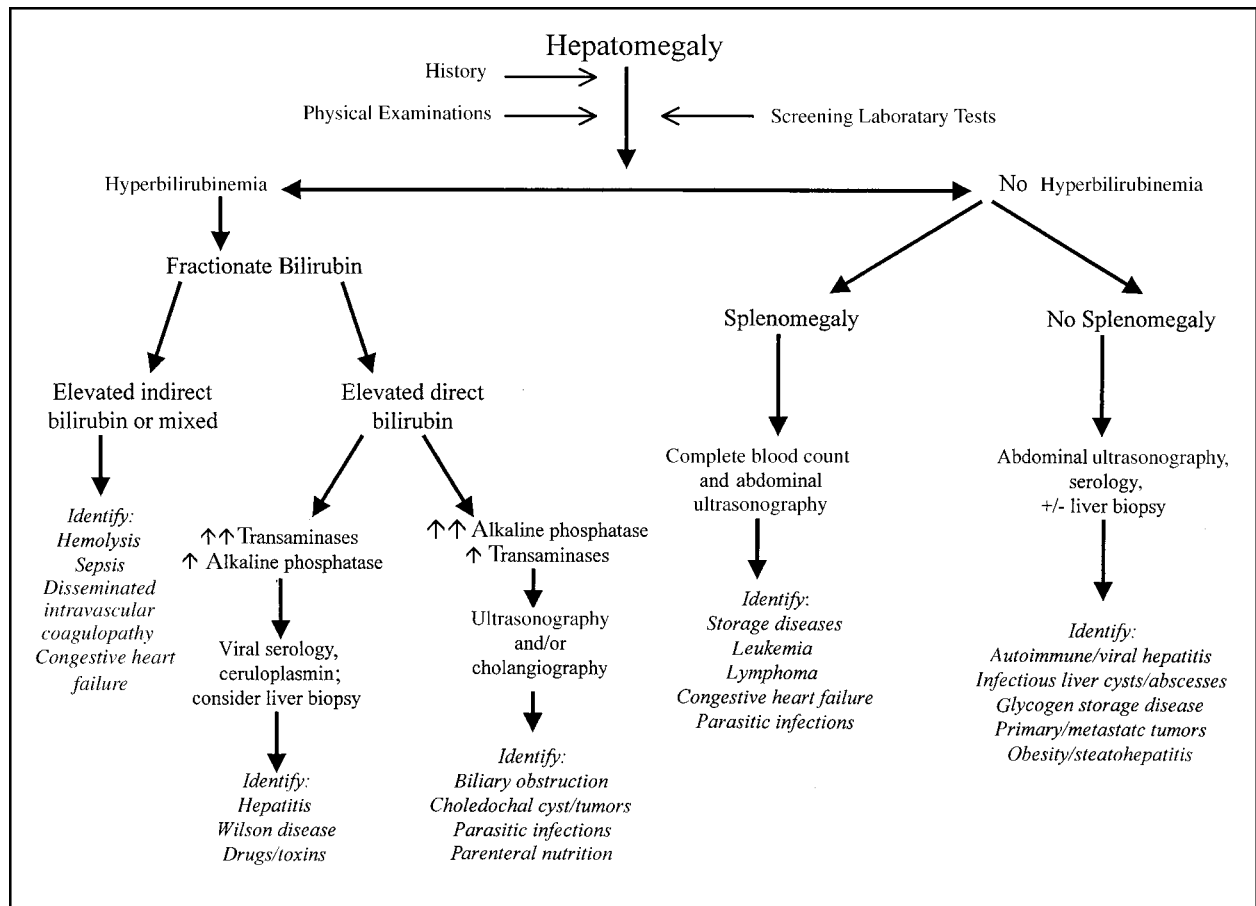 Hepatomegaly
History
Physical Examinations
Screening Laboratary Tests
Hyperbilirubinemia
No Hyperbilirubinemia
Fractionate Bilirubin
Splenomegaly
No Splenomegaly
Elevated indirect
bilirubin or mixed
Elevated direct
bilirubin
Complete blood count
and abdominal
ultrasonography
Abdominal ultrasonography,
serology,
+/- liver biopsy
Identify:
Hemolysis
Sepsis
Disseminated
intravascular
coagulopathy
Congestive heart
failure
↑↑ Transaminases
↑ Alkaline phosphatase
↑↑ Alkaline phosphatase
↑ Transaminases
Viral serology,
ceruloplasmin;
consider liver biopsy
Ultrasonography
and/or
cholangiography
Identify:
Storage diseases
Leukemia
Lymphoma
Congestive heart failure
Parasitic infections
Identify:
Autoimmune/viral hepatitis
Infectious liver cysts/abscesses
Glycogen storage disease
Primary/metastatc tumors
Obesity/steatohepatitis
Identify:
Hepatitis
Wilson disease
Drugs/toxins
Identify:
Biliary obstruction
Choledochal cyst/tumors
Parasitic infections
Parenteral nutrition